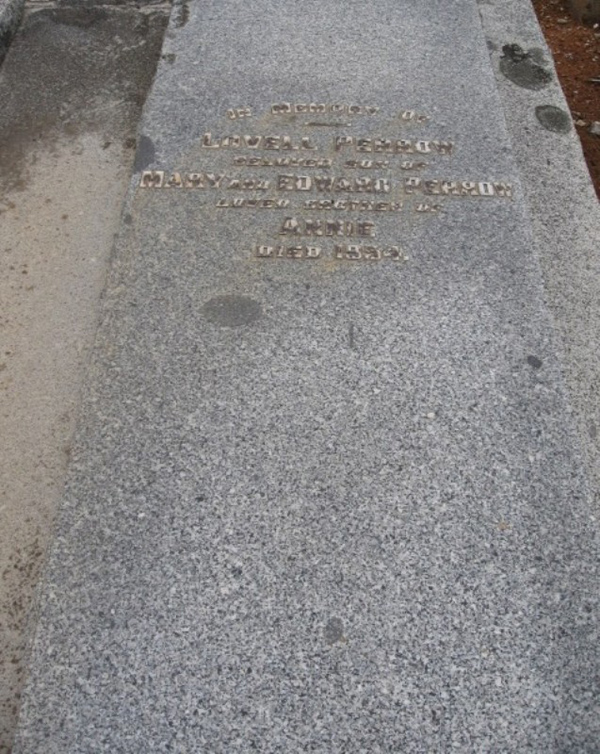 IN MEMORY OF
LOVELL PERROW
BELOVED SON OF
MARY AND EDWARD PERROW
LOVED BROTHER OF
ANNIE
DIED 1934.